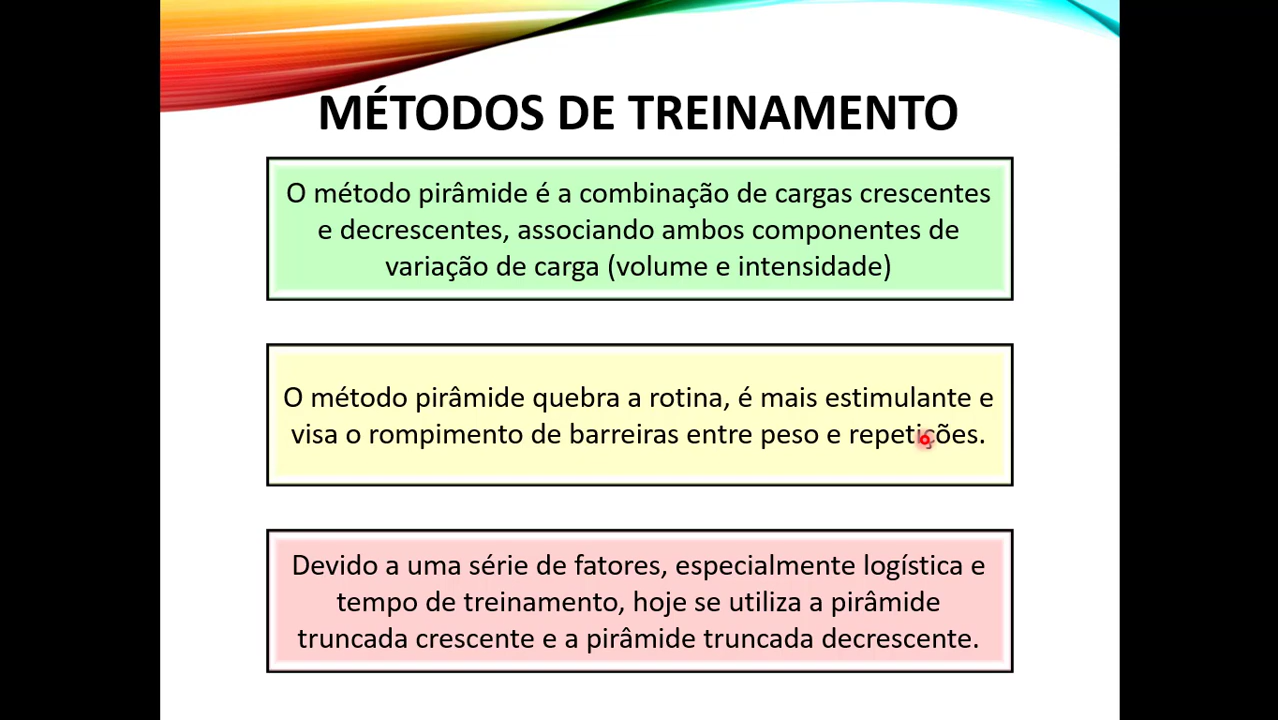 MÉTODOS DE TREINAMENTO
O método pirâmide é a combinação de cargas crescentes
e decrescentes, associando ambos componentes de
variação de carga (volume e intensidade)
O método pirâmide quebra a rotina, é mais estimulante e
visa o rompimento de barreiras entre peso e repetições.
Devido a uma série de fatores, especialmente logística e
tempo de treinamento, hoje se utiliza a pirâmide
truncada crescente e a pirâmide truncada decrescente.